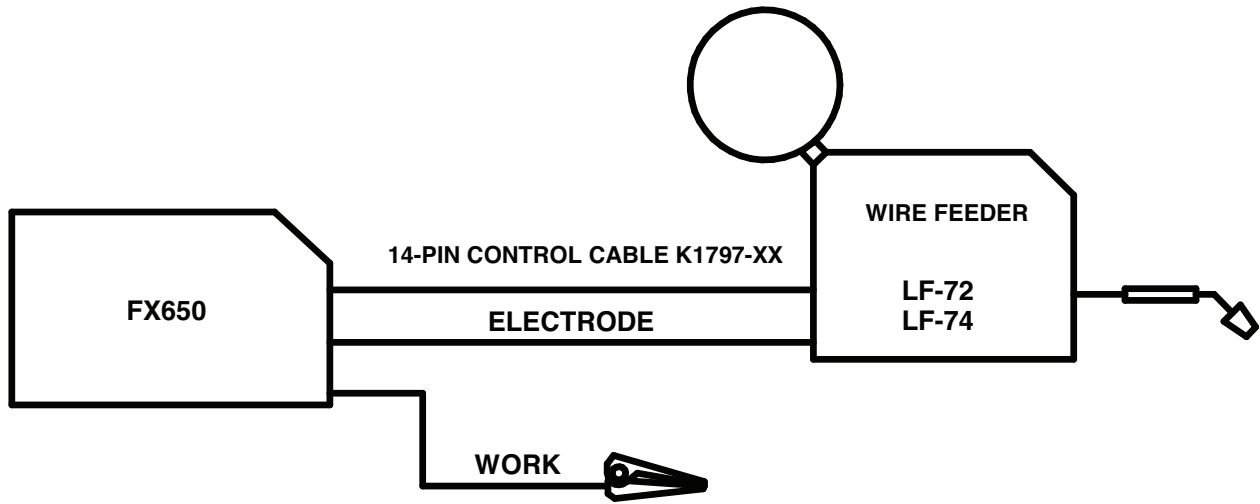 WIRE FEEDER
14-PIN CONTROL CABLE K1797-XX
FX650
LF-72
LF-74
ELECTRODE
WORK